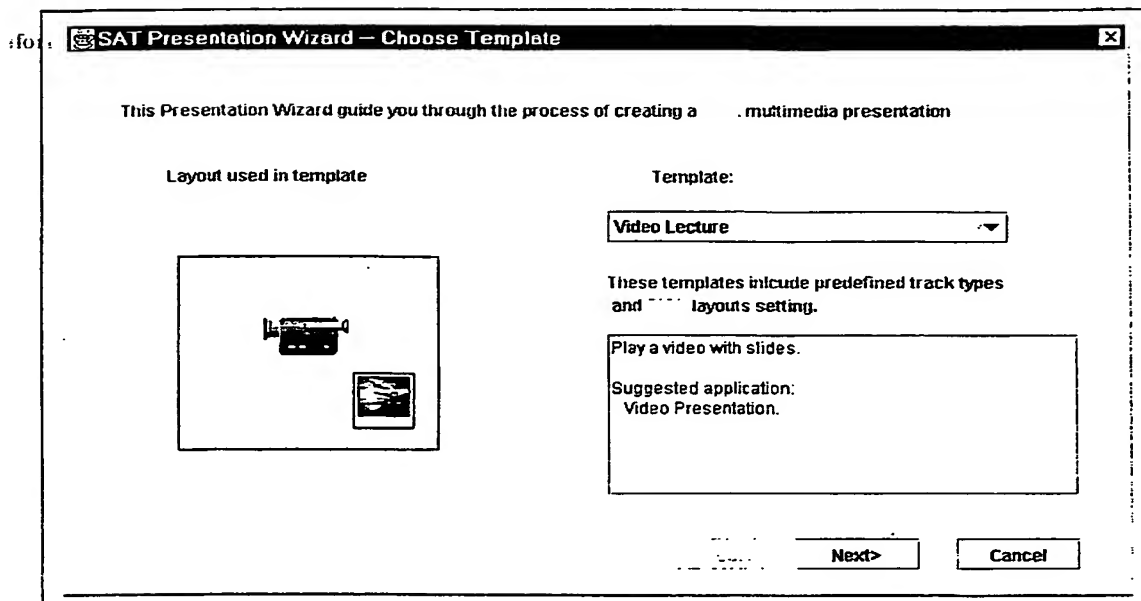 SAT Presentation Wizard — Choose Template
This Presentation Wizard guide you through the process of creating a . multimedia presentation
Layout used in template
Template:
Video Lecture
These templates inlcude predefined track types
and layouts setting.
Play a video with slides.
Suggested application:
Video Presentation.
Next>
Cancel